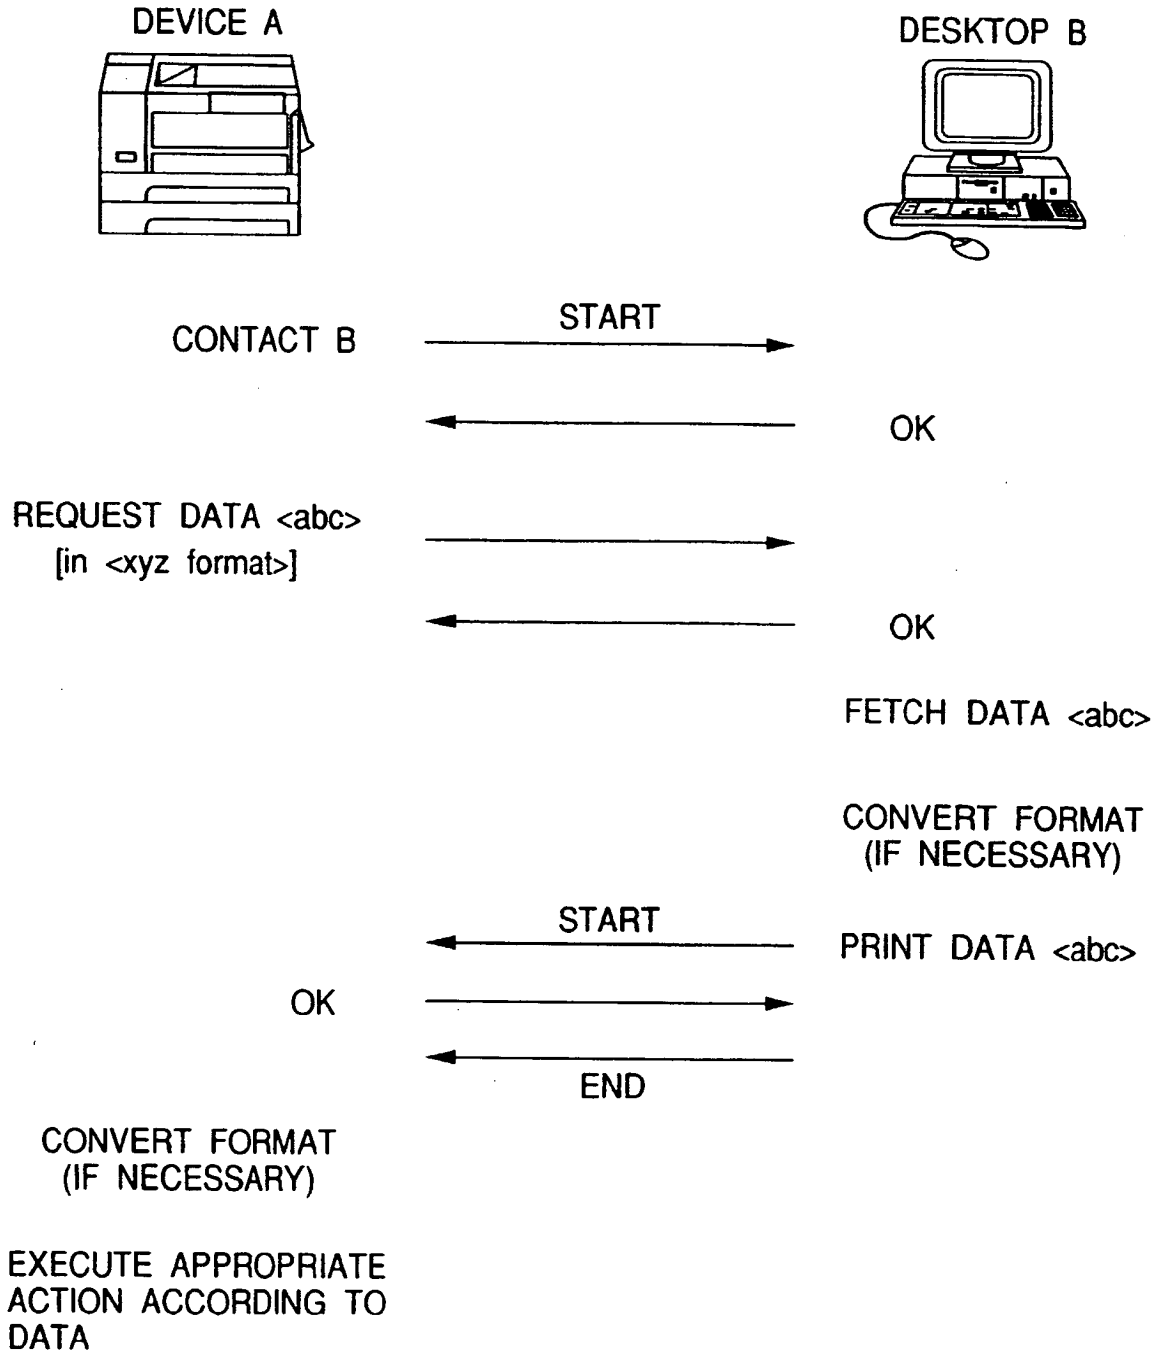 DEVICE A
DESKTOP B
START
CONTACT B
OK
REQUEST DATA <abc>
[in <xyz format>]
OK
FETCH DATA <abc>
CONVERT FORMAT
(IF NECESSARY)
START
PRINT DATA <abc>
OK
END
CONVERT FORMAT
(IF NECESSARY)
EXECUTE APPROPRIATE
ACTION ACCORDING TO
DATA